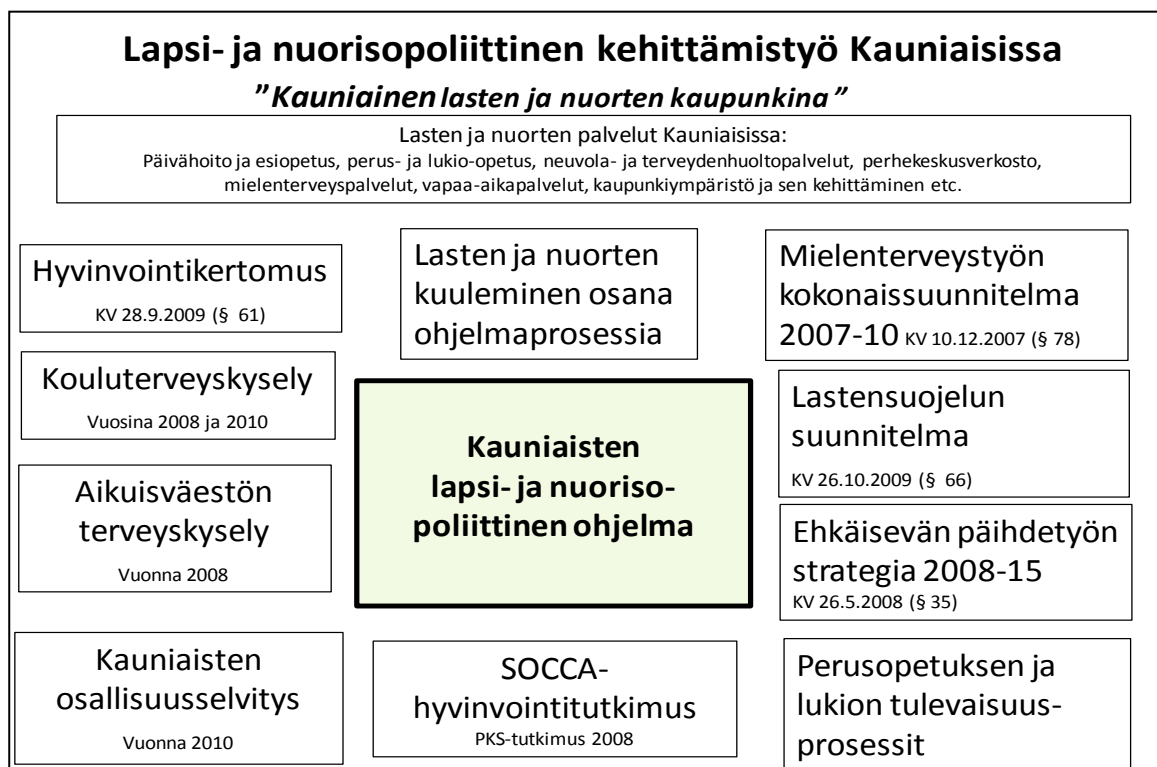 Lapsi- ja nuorisopoliittinen kehittämistyö Kauniaisissa
”Kauniainen lasten ja nuorten kaupunkina”
Lasten ja nuorten palvelut Kauniaisissa:
Päivähoito ja esiopetus, perus- ja lukio-opetus, neuvola- ja terveydenhuoltopalvelut, perhekeskusverkosto,
mielenterveyspalvelut, vapaa-aikapalvelut, kaupunkiympäristö ja sen kehittäminen etc.
Hyvinvointikertomus
KV 28.9.2009 (§ 61)
Kouluterveyskysely
Vuosina 2008 ja 2010
Aikuisväestön
terveyskysely
Vuonna 2008
Kauniaisten
osallisuusselvitys
Vuonna 2010
Lasten ja nuorten
kuuleminen osana
ohjelmaprosessia
Kauniaisten
lapsi- ja nuoriso-
poliittinen ohjelma
SOCCA-
hyvinvointitutkimus
PKS-tutkimus 2008
Mielenterveystyön
kokonaissuunnitelma
2007-10 KV 10.12.2007 (§ 78)
Lastensuojelun
suunnitelma
KV 26.10.2009 (§ 66)
Ehkäisevän päihdetyön
strategia 2008-15
KV 26.5.2008 (§ 35)
Perusopetuksen ja
lukion tulevaisuus-
prosessit